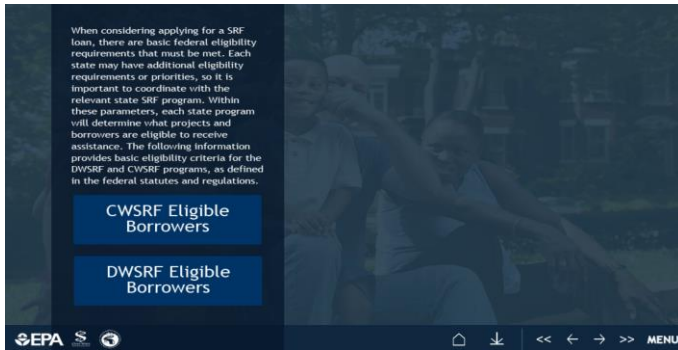 When considering applying for a SRF
loan, there are basic federal eligibility
requirements that must be met. Each
state may have additional eligibility
requirements or priorities, so it is
important to coordinate with the
relevant state SRF program. Within
these parameters, each state program
will determine what projects and
borrowers are eligible to receive
assistance. The following information
provides basic eligibility criteria for the
DWSRF and CWSRF programs, as defined
in the federal statutes and regulations.
CWSRF Eligible
Borrowers
DWSRF Eligible
Borrowers
EPA
<< ← → >> MENU